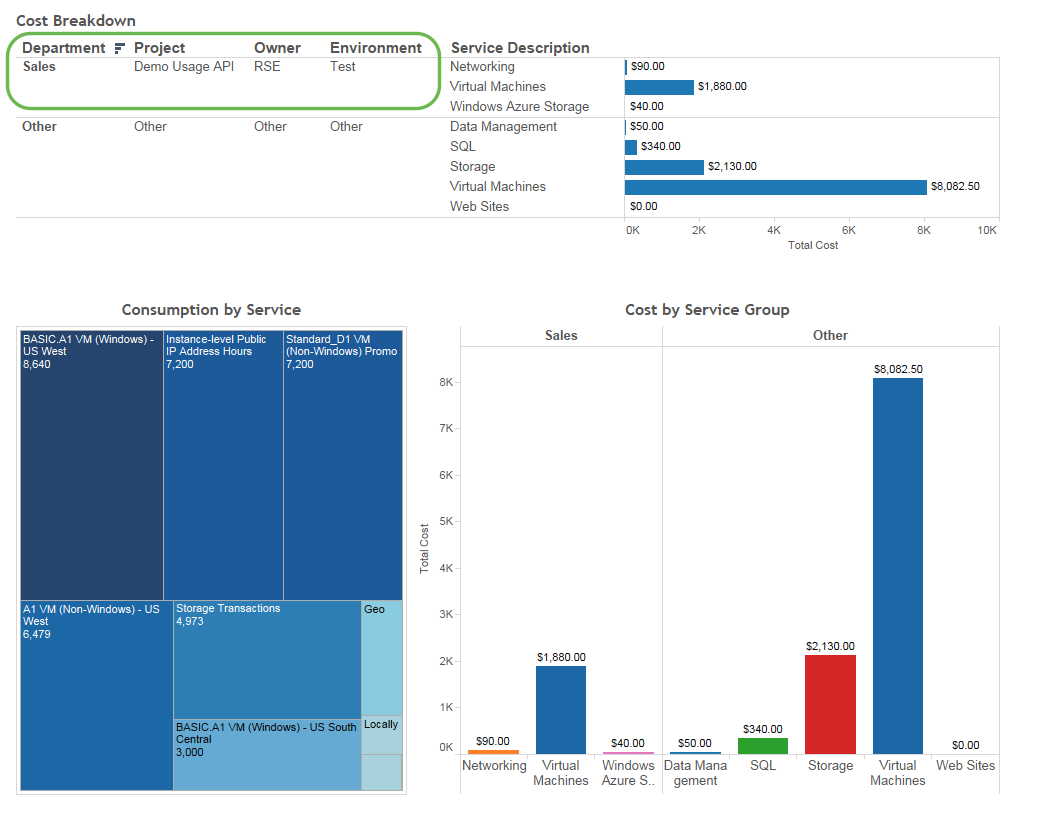 Cost Breakdown
Department Project Owner Environment Service Description
Sales Demo Usage API RSE Test Networking $90.00
Virtual Machines $1,880.00
Windows Azure Storage $40.00
Other Other Other Other Data Management $50.00
SQL $340.00
Storage $2,130.00
Virtual Machines $8,082.50
Web Sites $0.00
0K 2K 4K 6K 8K 10K
Total Cost
Consumption by Service
BASIC.A1 VM (Windows) -
US West
8,640
Instance-level Public
IP Address Hours
7,200
Standard_D1 VM
(Non-Windows) Promo
7,200
A1 VM (Non-Windows) - US
West
6,479
Storage Transactions
4,973
Geo
BASIC.A1 VM (Windows) - US South
Central
3,000
Locally
Cost by Service Group
Sales Other
Total Cost
8K
7K
6K
5K
4K
3K
2K
1K
0K
$90.00
$1,880.00
$40.00
$50.00
$340.00
$2,130.00
$8,082.50
$0.00
Networking
Virtual
Machines
Windows
Azure S..
Data Mana
gement
SQL
Storage
Virtual
Machines
Web Sites